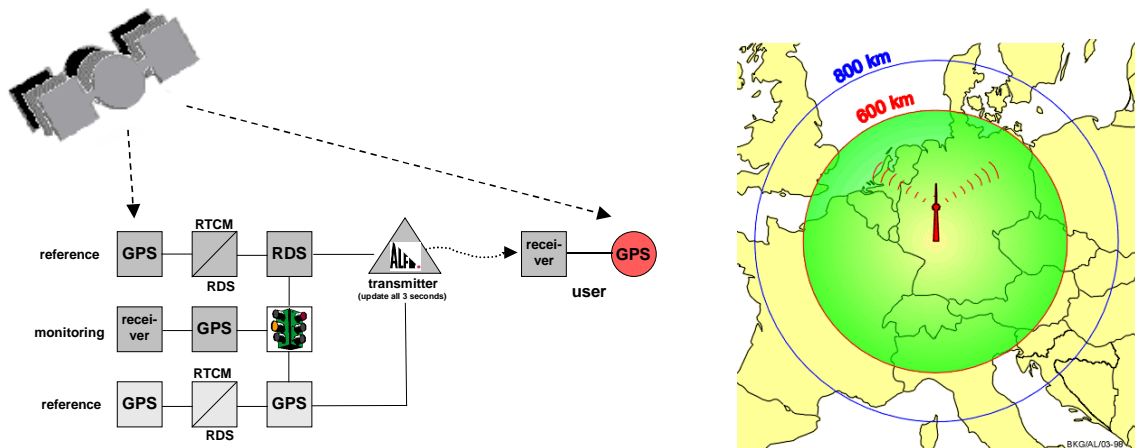 RTCM
reference
GPS
RDS
RDS
ALF.
transmitter
(update all 3 seconds)
recei-
ver
GPS
user
monitoring
recei-
ver
GPS
RTCM
reference
GPS
GPS
RDS
800 km
600 km
BKG/AL/03-98